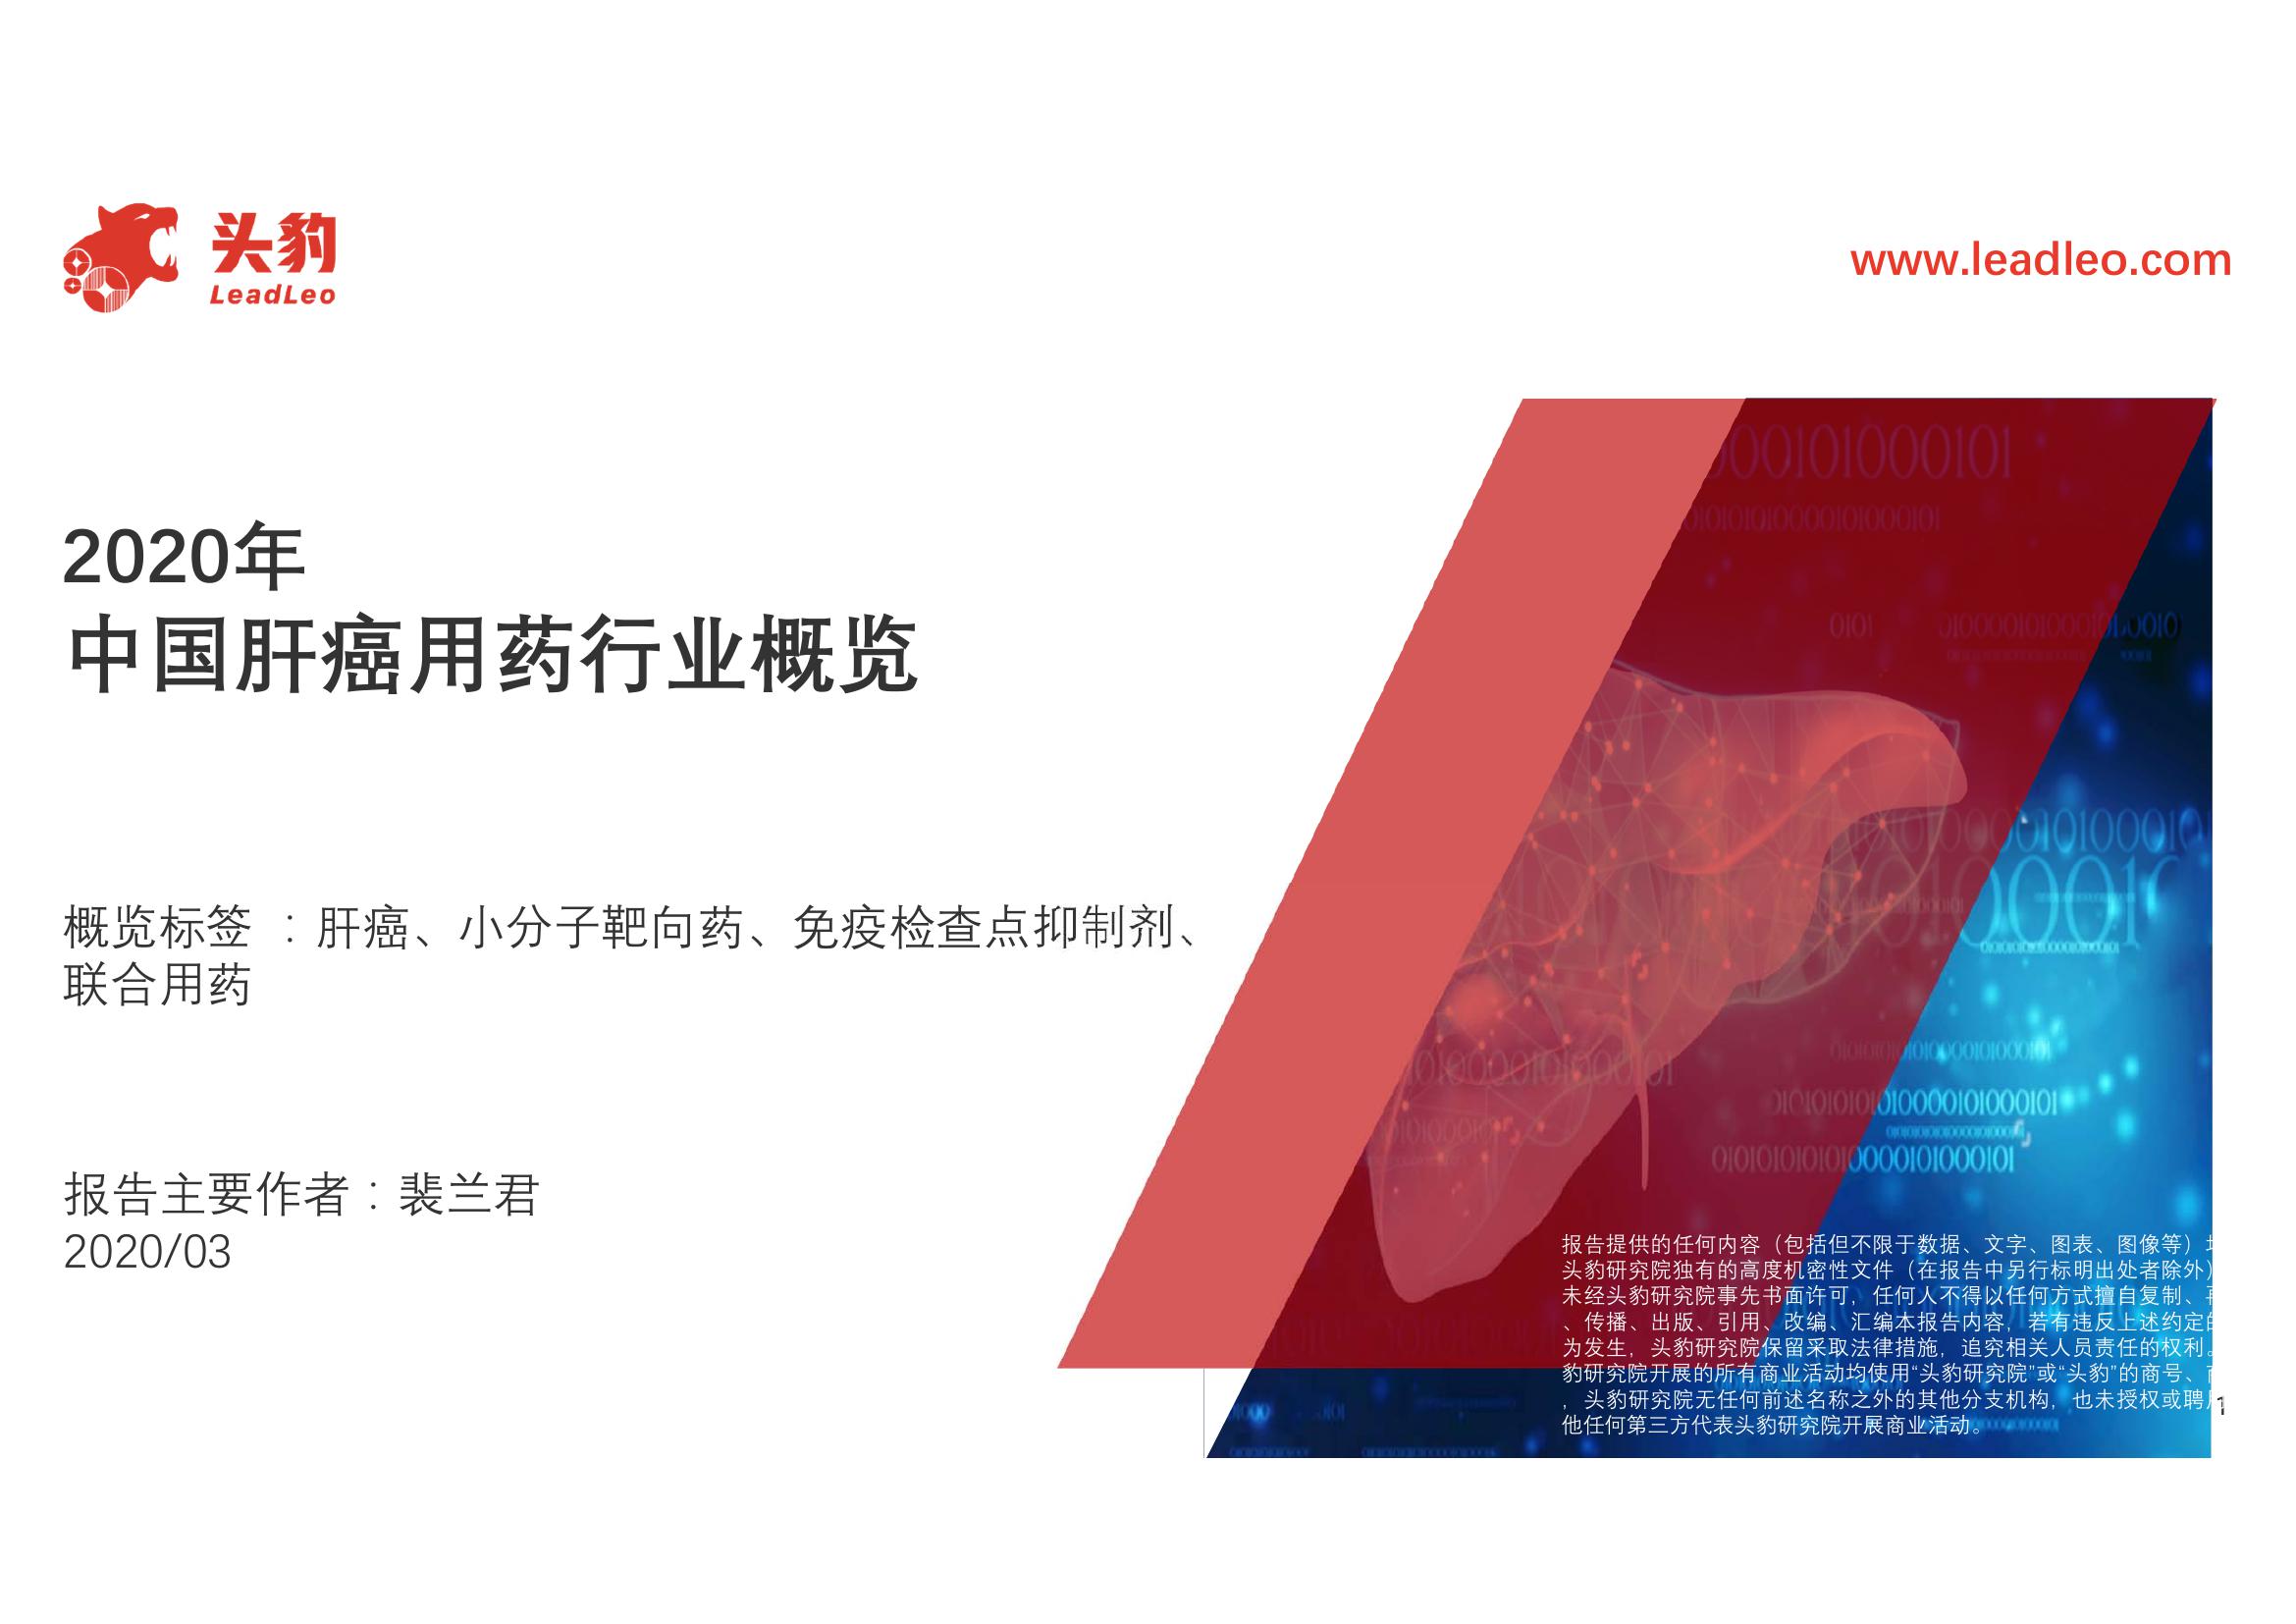 头豹
LeadLeo
www.leadleo.com
2020年
中国肝癌用药行业概览
概览标签 ：肝癌、小分子靶向药、免疫检查点抑制剂、
联合用药
报告主要作者：裴兰君
2020/03
报告提供的任何内容（包括但不限于数据、文字、图表、图像等）
头豹研究院独有的高度机密性文件（在报告中另行标明出处者除外）
未经头豹研究院事先书面许可，任何人不得以任何方式擅自复制、
、传播、出版、引用、改编、汇编本报告内容，若有违反上述约定
为发生，头豹研究院保留采取法律措施，追究相关人员责任的权利。
豹研究院开展的所有商业活动均使用“头豹研究院”或“头豹”的商号、
，头豹研究院无任何前述名称之外的其他分支机构，也未授权或聘
他任何第三方代表头豹研究院开展商业活动。
1